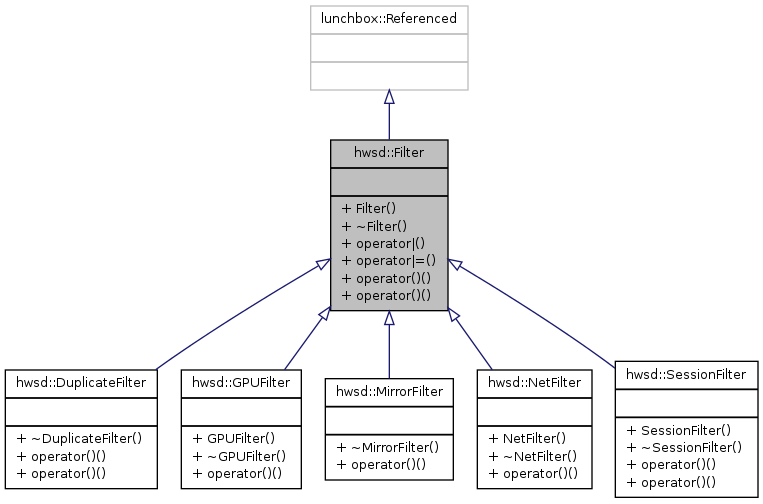 lunchbox::Referenced
hwsd::Filter
+ Filter()
+ ~Filter()
+ operator|()
+ operator|=()
+ operator()()
+ operator()()
hwsd::DuplicateFilter
+ ~DuplicateFilter()
+ operator()()
+ operator()()
hwsd::GPUFilter
+ GPUFilter()
+ ~GPUFilter()
+ operator()()
hwsd::MirrorFilter
+ ~MirrorFilter()
+ operator()()
hwsd::NetFilter
+ NetFilter()
+ ~NetFilter()
+ operator()()
hwsd::SessionFilter
+ SessionFilter()
+ ~SessionFilter()
+ operator()()
+ operator()()